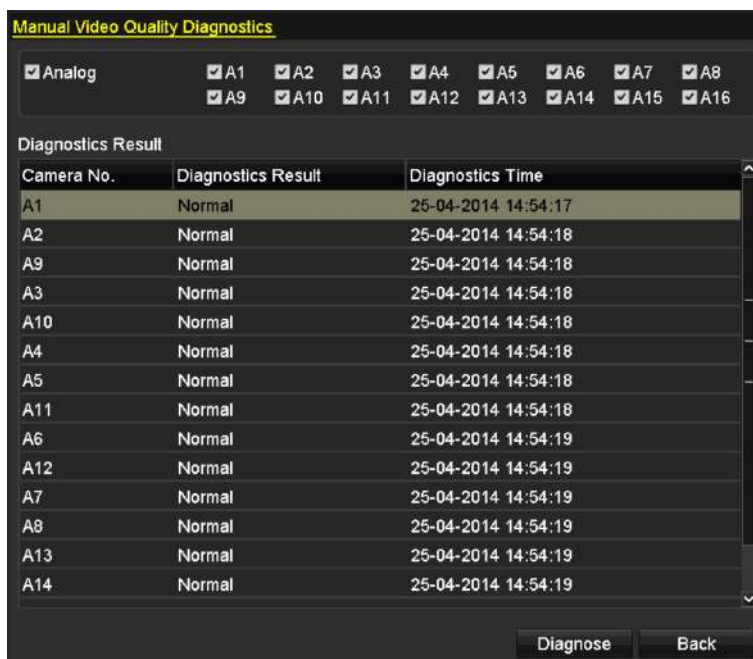 Manual Video Quality Diagnostics
Analog A1 A2 A3 A4 A5 A6 A7 A8
A9 A10 A11 A12 A13 A14 A15 A16
Diagnostics Result
Camera No. Diagnostics Result Diagnostics Time
A1 Normal 25-04-2014 14:54:17
A2 Normal 25-04-2014 14:54:18
A9 Normal 25-04-2014 14:54:18
A3 Normal 25-04-2014 14:54:18
A10 Normal 25-04-2014 14:54:18
A4 Normal 25-04-2014 14:54:18
A5 Normal 25-04-2014 14:54:18
A11 Normal 25-04-2014 14:54:18
A6 Normal 25-04-2014 14:54:19
A12 Normal 25-04-2014 14:54:19
A7 Normal 25-04-2014 14:54:19
A8 Normal 25-04-2014 14:54:19
A13 Normal 25-04-2014 14:54:19
A14 Normal 25-04-2014 14:54:19
Diagnose Back